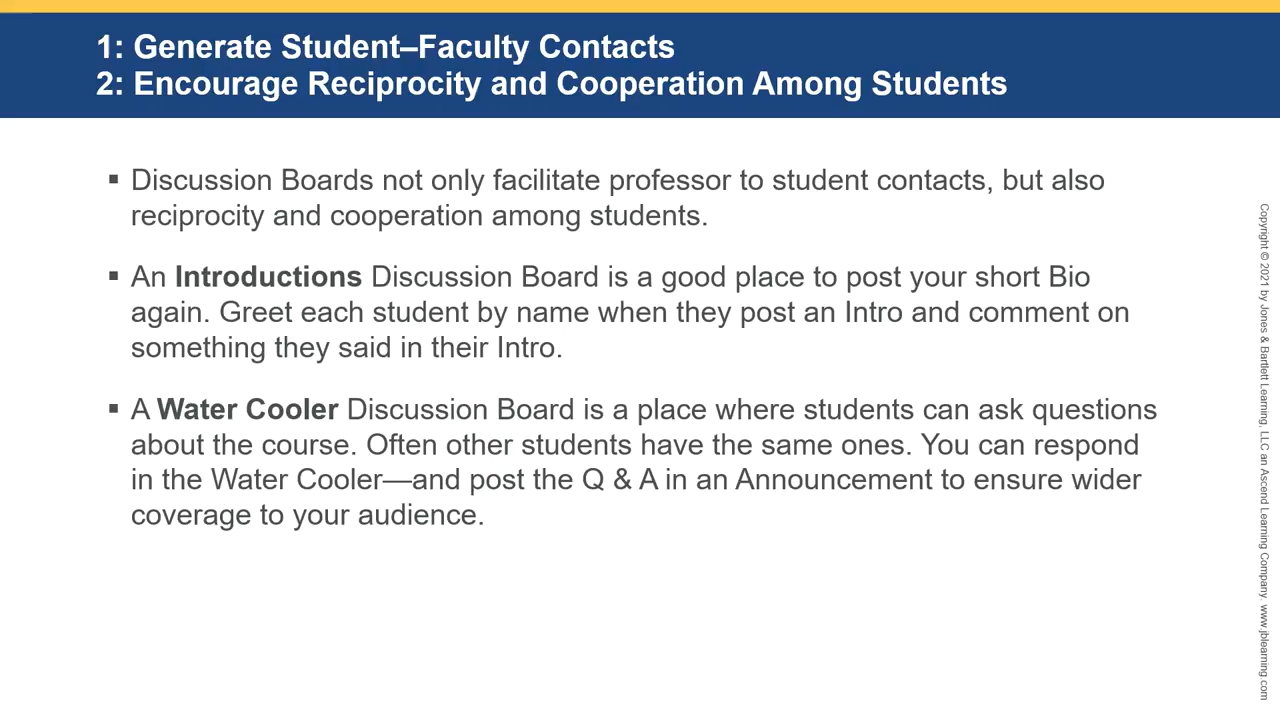 1: Generate Student–Faculty Contacts
2: Encourage Reciprocity and Cooperation Among Students
▪ Discussion Boards not only facilitate professor to student contacts, but also
reciprocity and cooperation among students.
▪ An Introductions Discussion Board is a good place to post your short Bio
again. Greet each student by name when they post an Intro and comment on
something they said in their Intro.
▪ A Water Cooler Discussion Board is a place where students can ask questions
about the course. Often other students have the same ones. You can respond
in the Water Cooler—and post the Q & A in an Announcement to ensure wider
coverage to your audience.
Copyright © 2021 by Jones & Bartlett Learning, LLC an Ascend Learning Company. www.jblearning.com